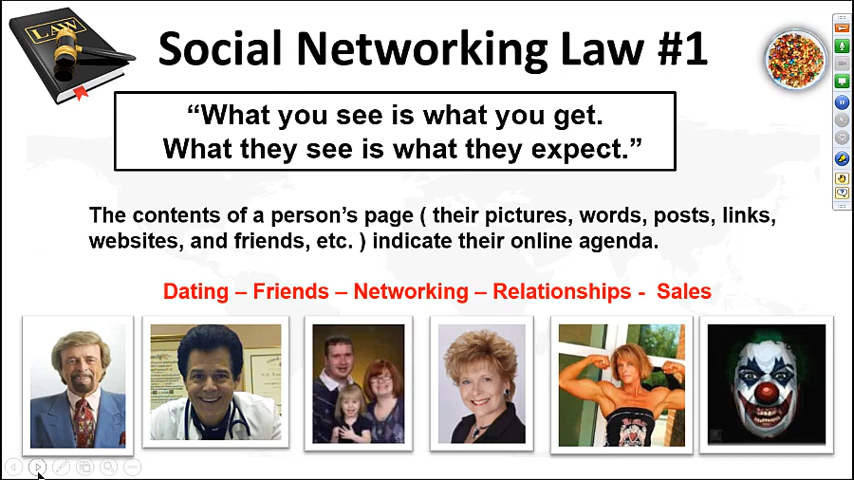 LAW
Social Networking Law #1
“What you see is what you get.
What they see is what they expect.”
The contents of a person’s page ( their pictures, words, posts, links,
websites, and friends, etc. ) indicate their online agenda.
Dating – Friends – Networking – Relationships - Sales